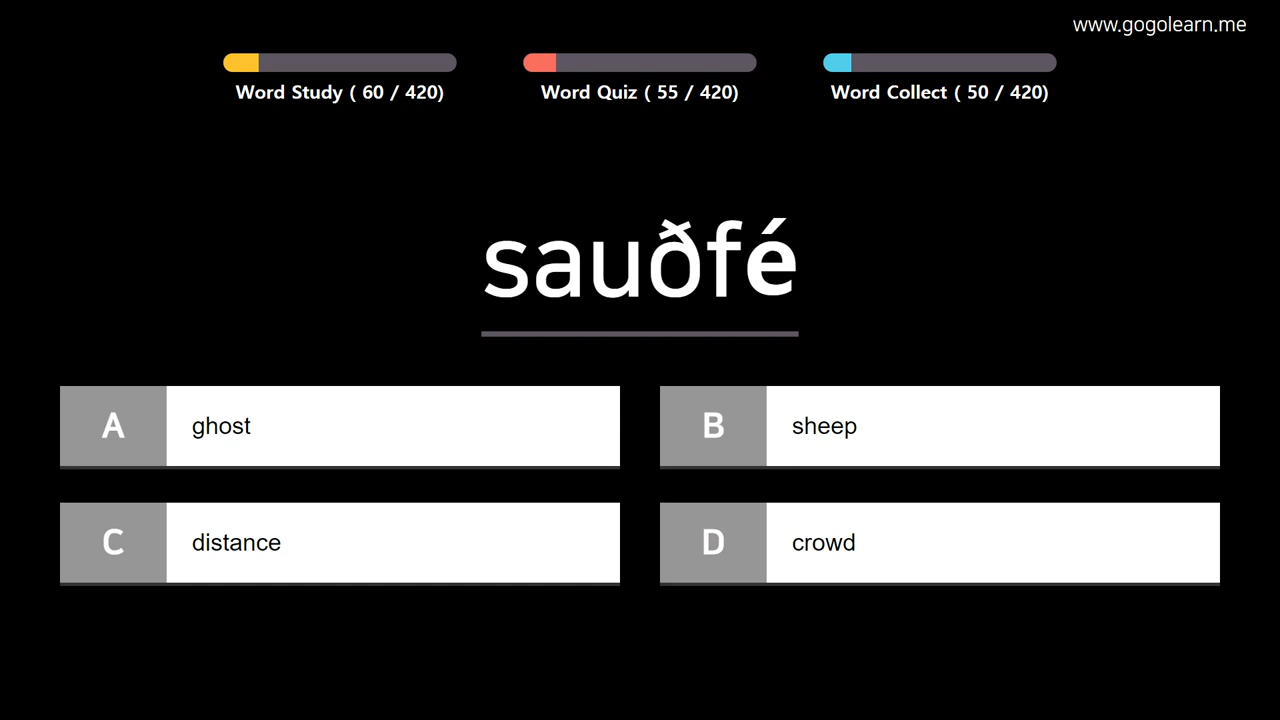 www.gogolearn.me
Word Study ( 60 / 420)
Word Quiz ( 55 / 420)
Word Collect ( 50 / 420)
sauðfé
A ghost
B sheep
C distance
D crowd